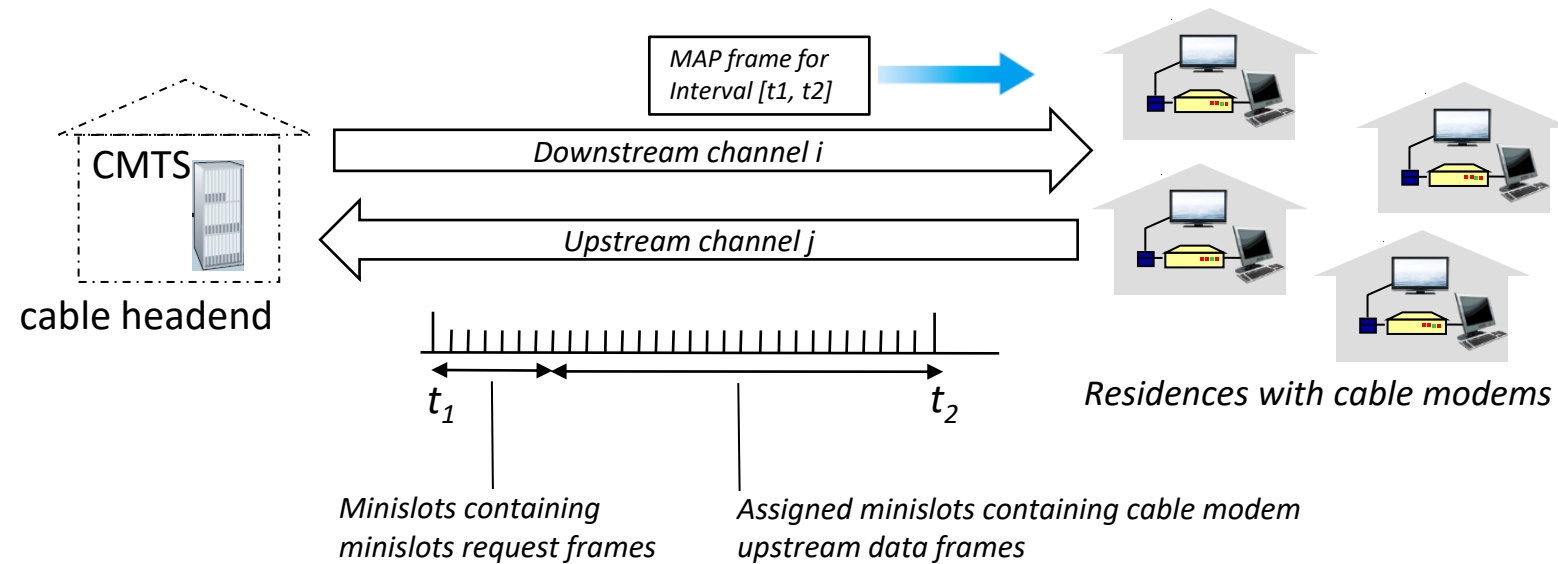 MAP frame for
Interval [t1, t2]
CMTS
Downstream channel i
Upstream channel j
cable headend
t1
t2
Residences with cable modems
Minislots containing
minislots request frames
Assigned minislots containing cable modem
upstream data frames